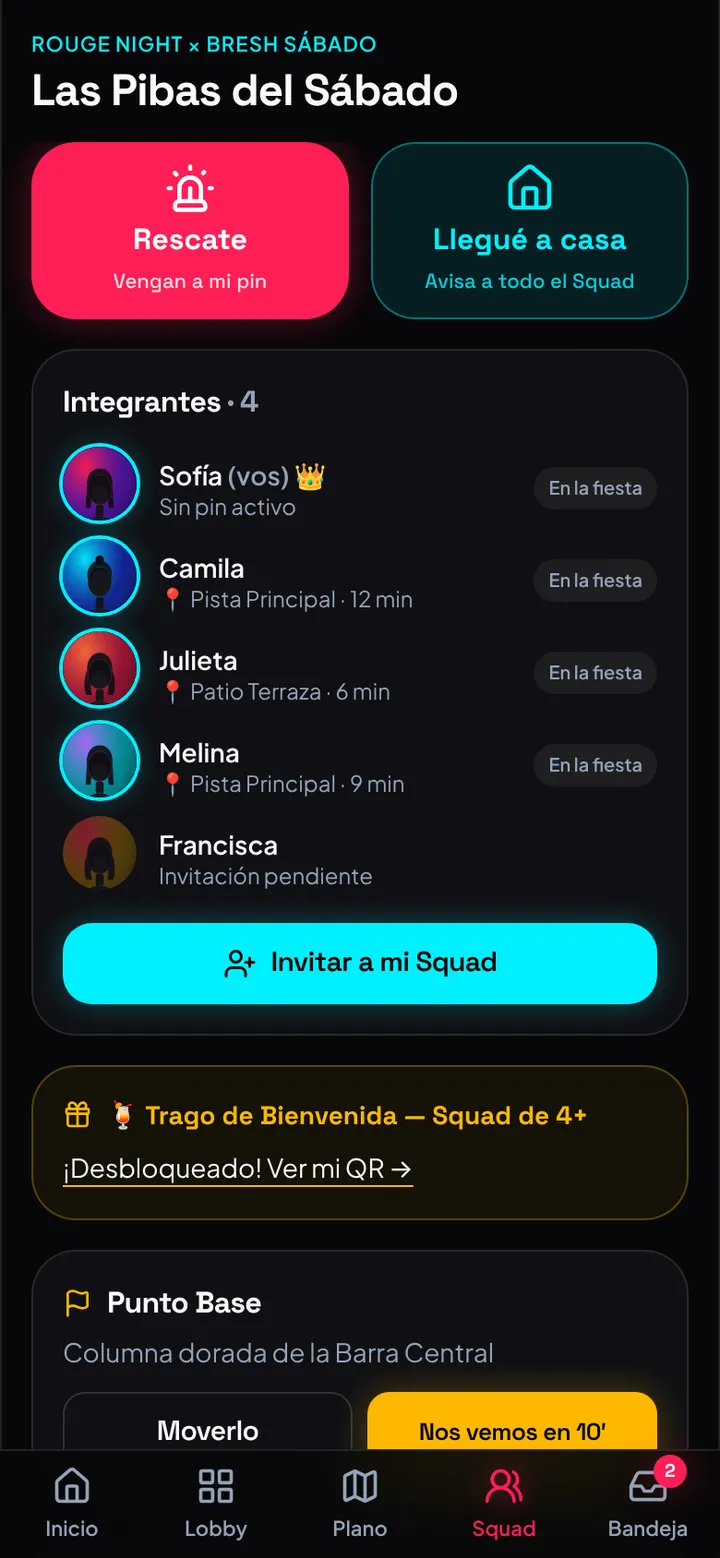 ROUGE NIGHT × BRESH SÁBADO
Las Pibas del Sábado
Rescate
Vengan a mi pin
Llegué a casa
Avisa a todo el Squad
Integrantes · 4
Sofía (vos) 👑
Sin pin activo
En la fiesta
Camila
📍 Pista Principal · 12 min
En la fiesta
Julieta
📍 Patio Terraza · 6 min
En la fiesta
Melina
📍 Pista Principal · 9 min
En la fiesta
Francisca
Invitación pendiente
Invitar a mi Squad
🍹 Trago de Bienvenida — Squad de 4+
¡Desbloqueado! Ver mi QR →
Punto Base
Columna dorada de la Barra Central
Moverlo
Nos vemos en 10'
Inicio
Lobby
Plano
Squad
2
Bandeja